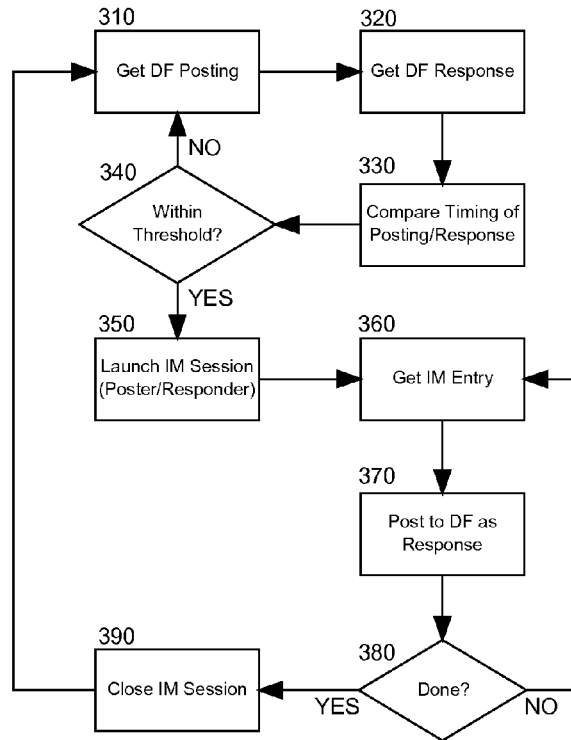 310
Get DF Posting
320
Get DF Response
NO
340
Within
Threshold?
330
Compare Timing of
Posting/Response
YES
350
Launch IM Session
(Poster/Responder)
360
Get IM Entry
370
Post to DF as
Response
390
Close IM Session
380
Done?
YES
NO